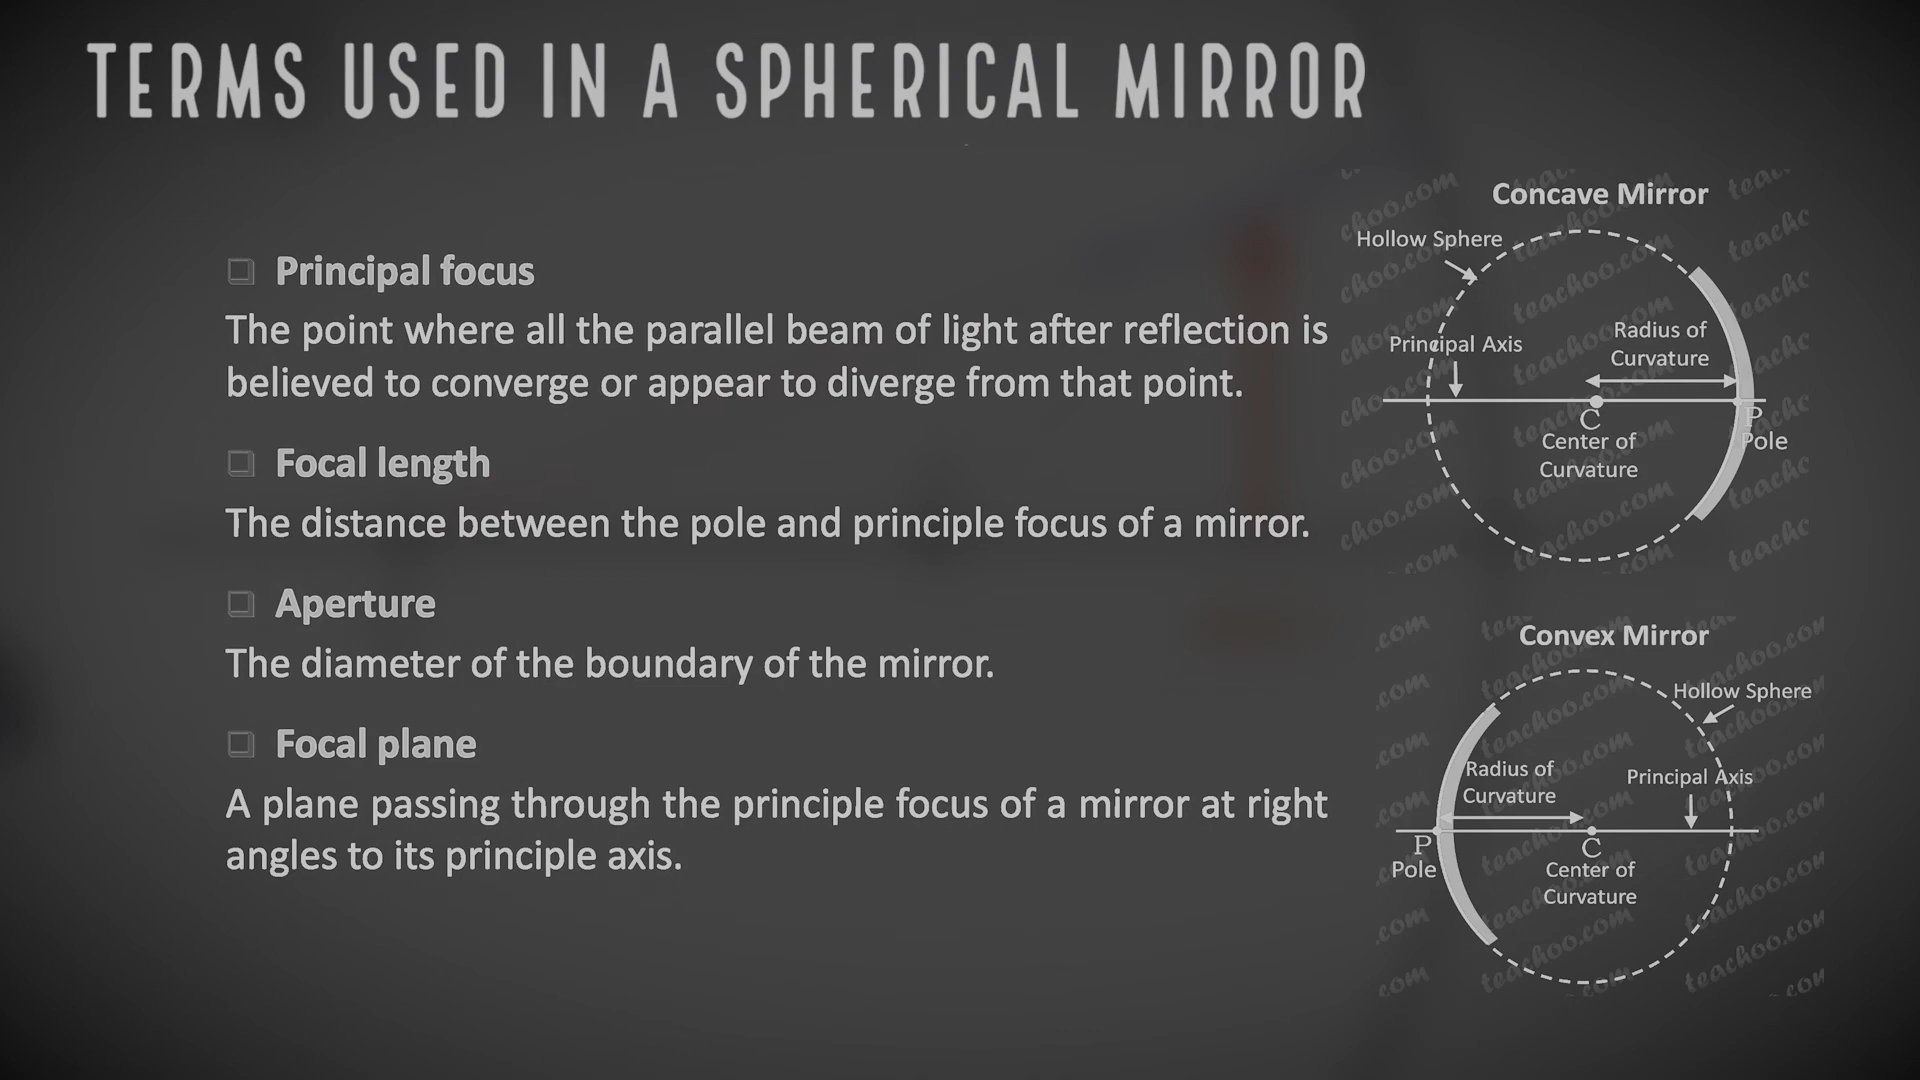 TERMS USED IN A SPHERICAL MIRROR
Principal focus
The point where all the parallel beam of light after reflection is
believed to converge or appear to diverge from that point.
Focal length
The distance between the pole and principle focus of a mirror.
Aperture
The diameter of the boundary of the mirror.
Focal plane
A plane passing through the principle focus of a mirror at right
angles to its principle axis.
Concave Mirror
Hollow Sphere
Principal Axis
Radius of
Curvature
C
Center of
Curvature
P
Pole
Convex Mirror
Hollow Sphere
Radius of
Curvature
Principal Axis
P
Pole
C
Center of
Curvature
teachoo.com